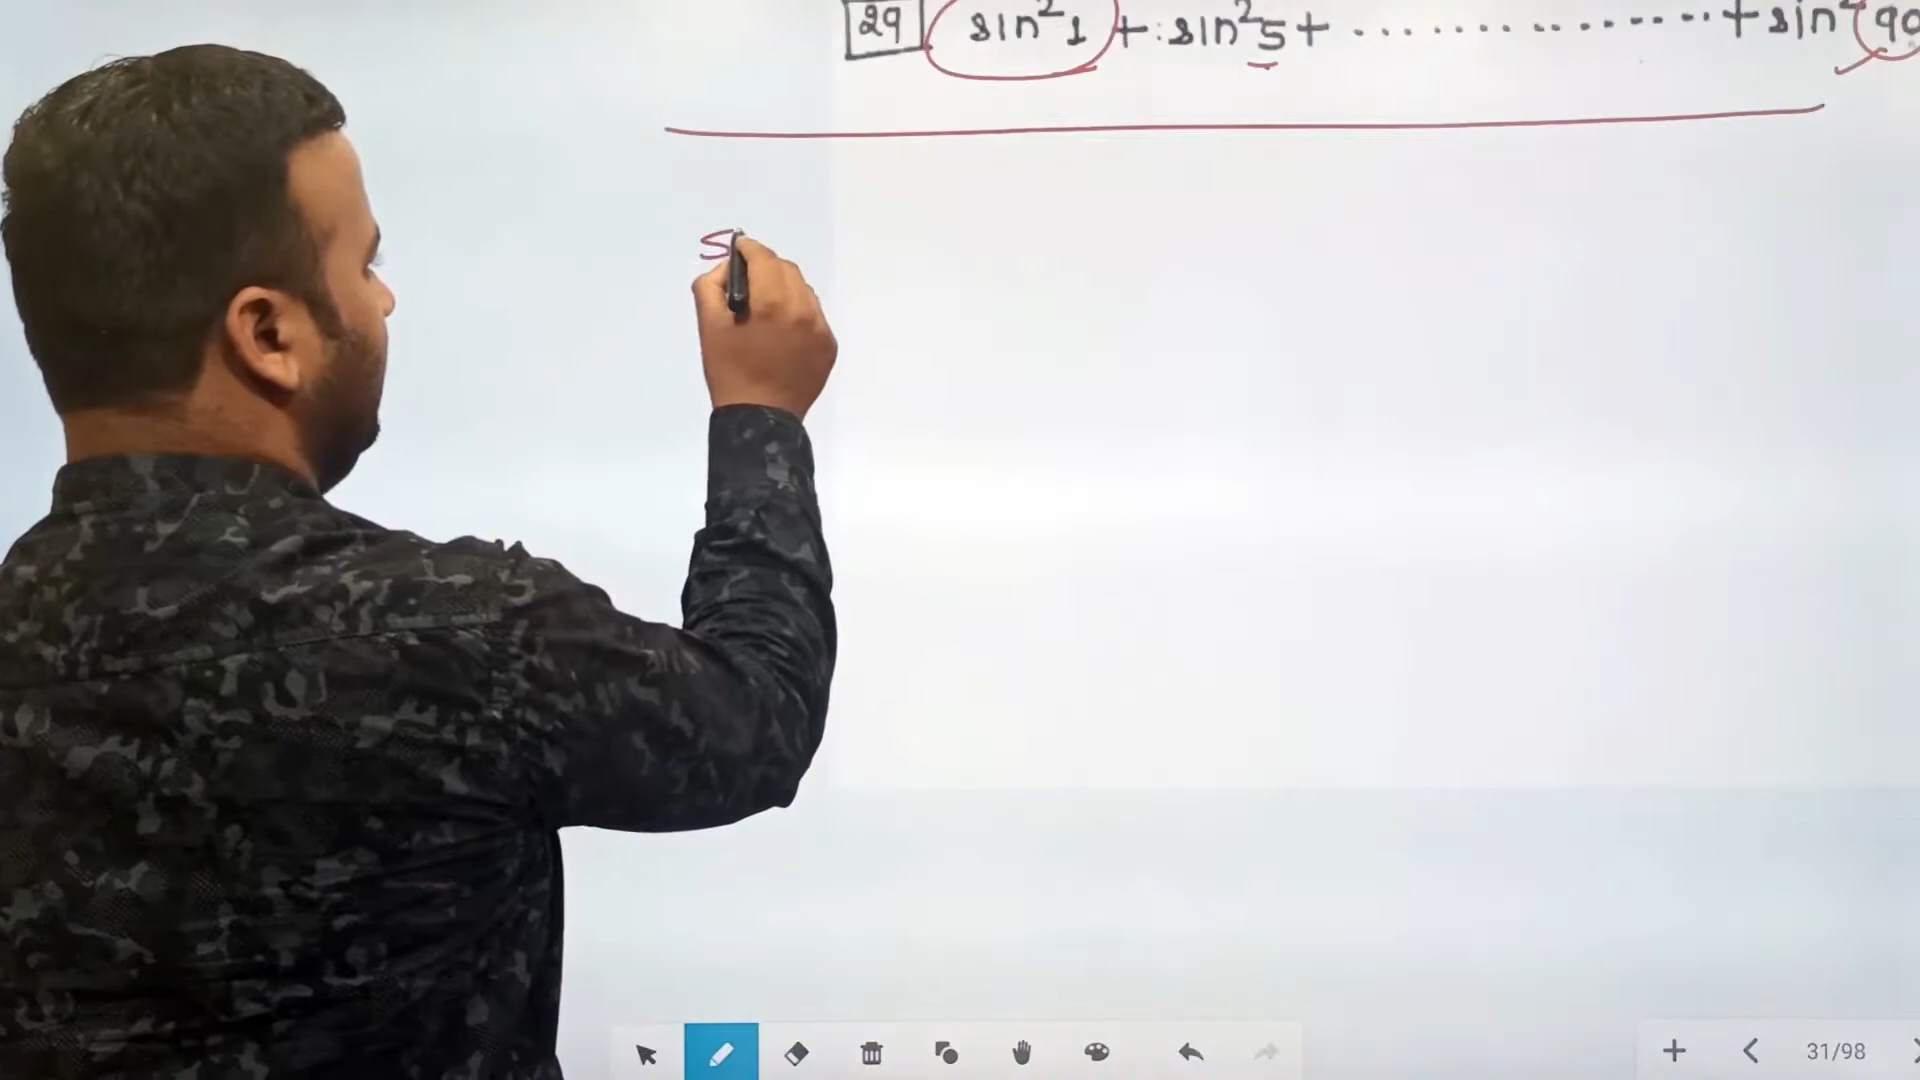 29 sin²1 + sin²5 + ................ + sin²90
S
31/98